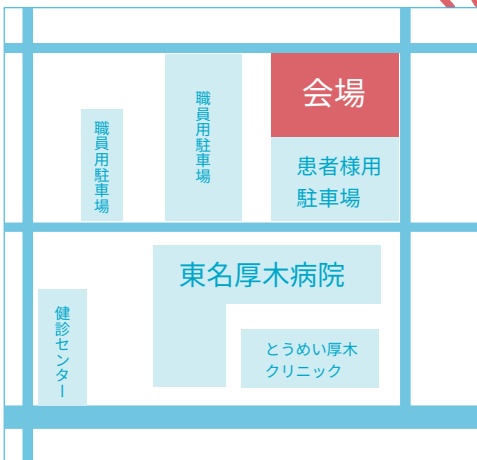 会場
職員用駐車場
職員用駐車場
患者様用
駐車場
東名厚木病院
健診センター
とうめい厚木
クリニック